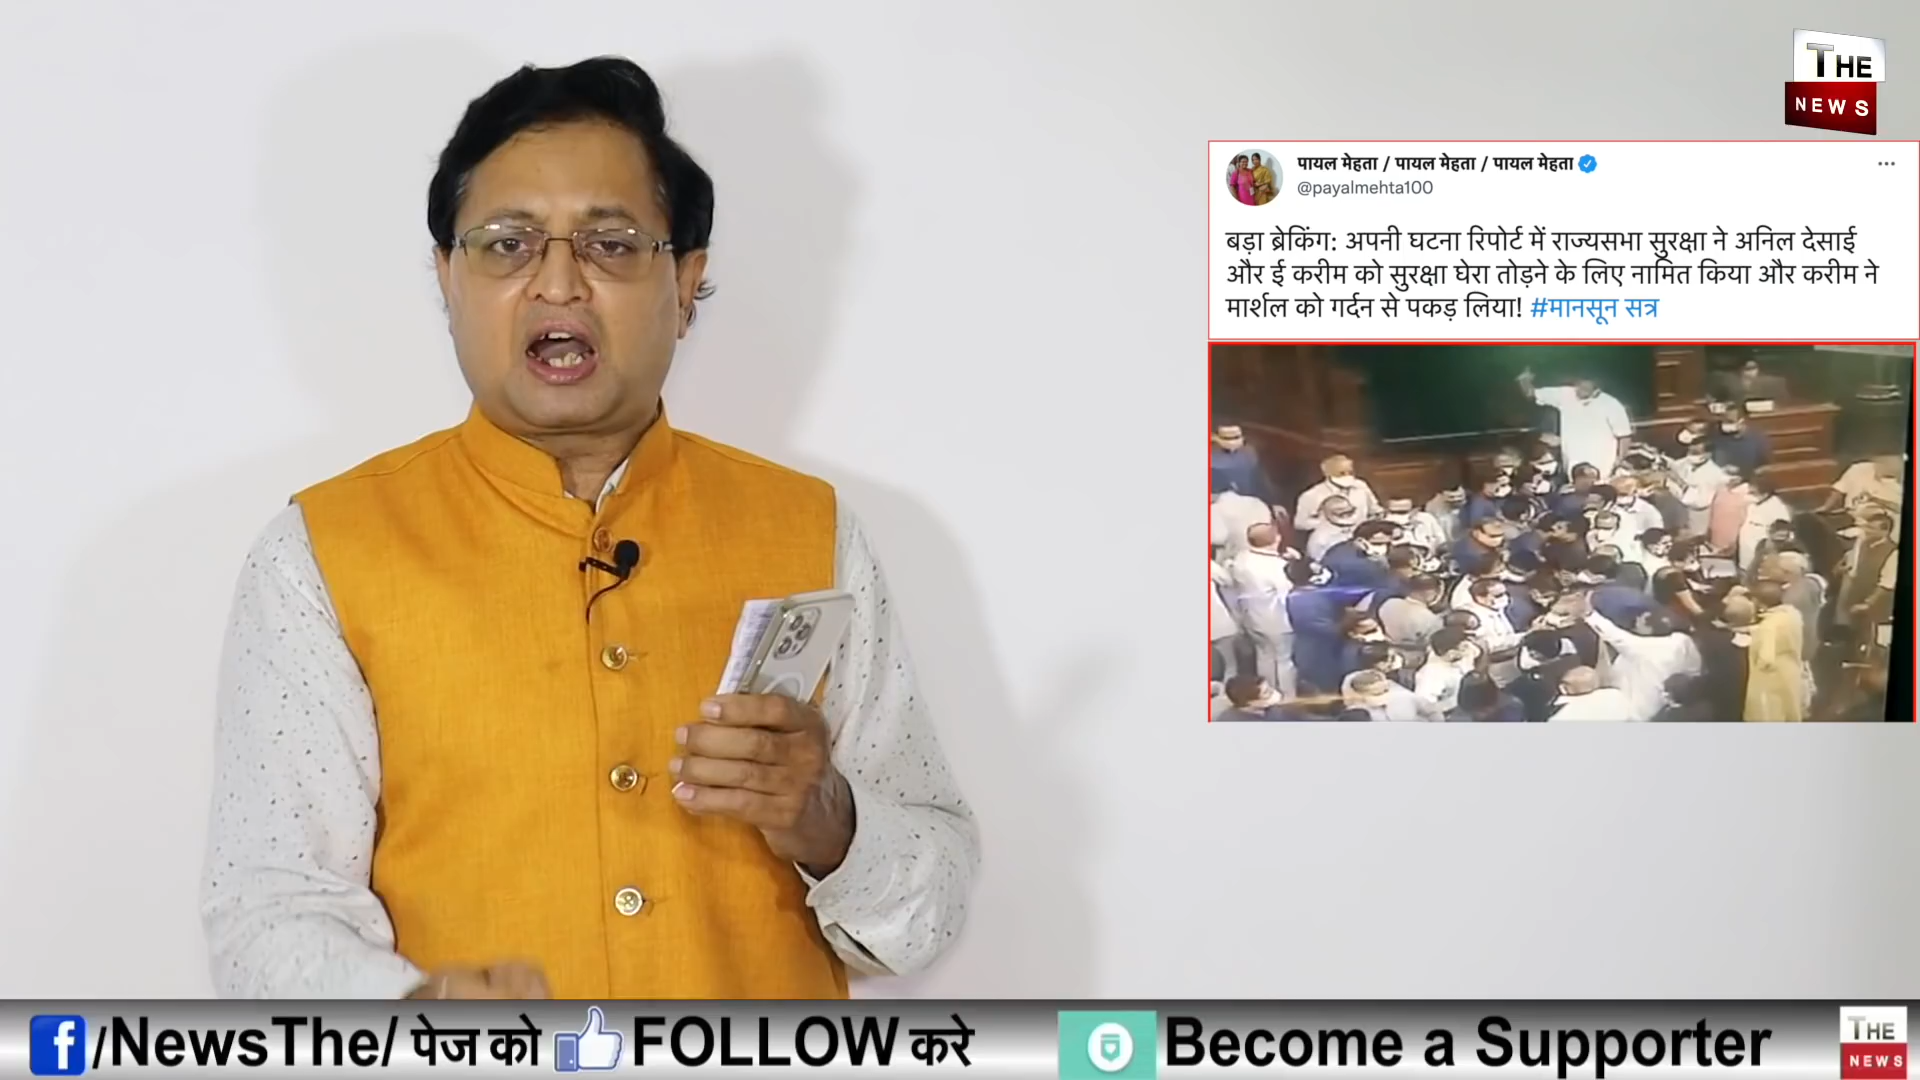 THE
NEWS
पायल मेहता / पायल मेहता / पायल मेहता
@payalmehta100
बड़ा ब्रेकिंग: अपनी घटना रिपोर्ट में राज्यसभा सुरक्षा ने अनिल देसाई
और ई करीम को सुरक्षा घेरा तोड़ने के लिए नामित किया और करीम ने
मार्शल को गर्दन से पकड़ लिया! #मानसून सत्र
f/NewsThe/ पेज को FOLLOW करे
Become a Supporter
THE
NEWS